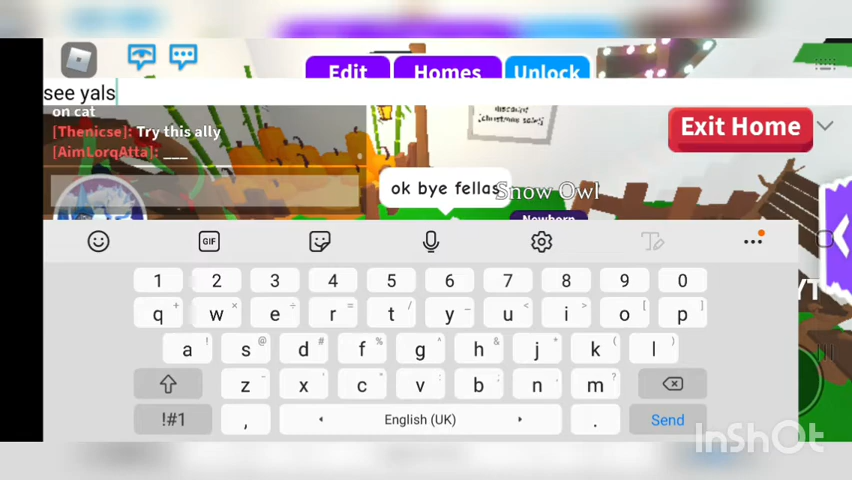 Edit Homes Unlock
see yals
on cat
[Thenicse]: Try this ally
[AimLorqAtta]: ___
Exit Home
ok bye fellas
Snow Owl
Newborn
GIF
1 2 3 4 5 6 7 8 9 0
q w e r t y u i o p
a s d f g h j k l
z x c v b n m
!#1 , English (UK) . Send
InShOt